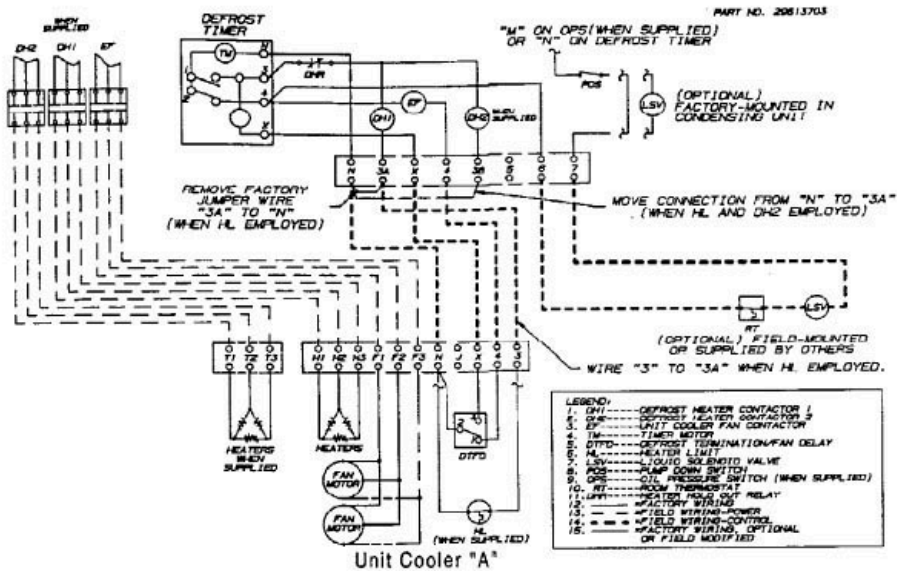 PART NO. 29613703
WHEN SUPPLIED
DH2 DH1 EF
DEFROST TIMER
TM
N
3
4
X
1
2
DHR
DH1
EF
DH2
WHEN SUPPLIED
"M" ON OPS (WHEN SUPPLIED)
OR "N" ON DEFROST TIMER
PDS
LSV
(OPTIONAL)
FACTORY-MOUNTED IN
CONDENSING UNIT
N 3A X 4 3B 5 6 7
REMOVE FACTORY
JUMPER WIRE
"3A" TO "N"
(WHEN HL EMPLOYED)
MOVE CONNECTION FROM "N" TO "3A"
(WHEN HL AND DH2 EMPLOYED)
RT
LSV
(OPTIONAL) FIELD-MOUNTED
OR SUPPLIED BY OTHERS
WIRE "3" TO "3A" WHEN HL EMPLOYED.
T1 T2 T3
H1 H2 H3 F1 F2 F3 N J X 4 3
HEATERS
WHEN
SUPPLIED
HEATERS
DTFD
FAN
MOTOR
FAN
MOTOR
HL
(WHEN SUPPLIED)
Unit Cooler "A"
LEGEND:
1. DH1 DEFROST HEATER CONTACTOR 1
2. DH2 DEFROST HEATER CONTACTOR 2
3. EF UNIT COOLER FAN CONTACTOR
4. TM TIMER MOTOR
5. DTFD DEFROST TERMINATION/FAN DELAY
6. HL HEATER LIMIT
7. LSV LIQUID SOLENOID VALVE
8. PDS PUMP DOWN SWITCH
9. OPS OIL PRESSURE SWITCH (WHEN SUPPLIED)
10. RT ROOM THERMOSTAT
11. DHR HEATER HOLD OUT RELAY
12. =FACTORY WIRING
13. =FIELD WIRING-POWER
14. =FIELD WIRING-CONTROL
15. =FACTORY WIRING, OPTIONAL
OR FIELD MODIFIED